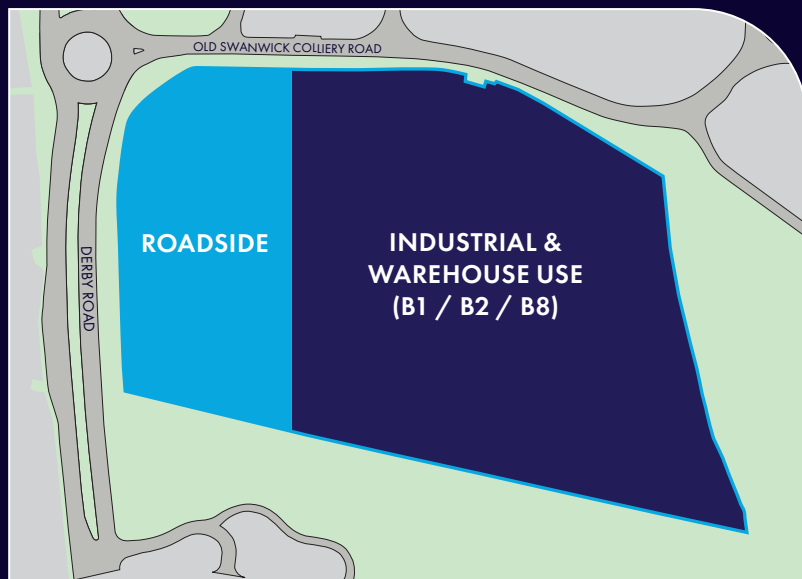 OLD SWANWICK COLLIERY ROAD
ROADSIDE
INDUSTRIAL &
WAREHOUSE USE
(B1 / B2 / B8)
DERBY ROAD